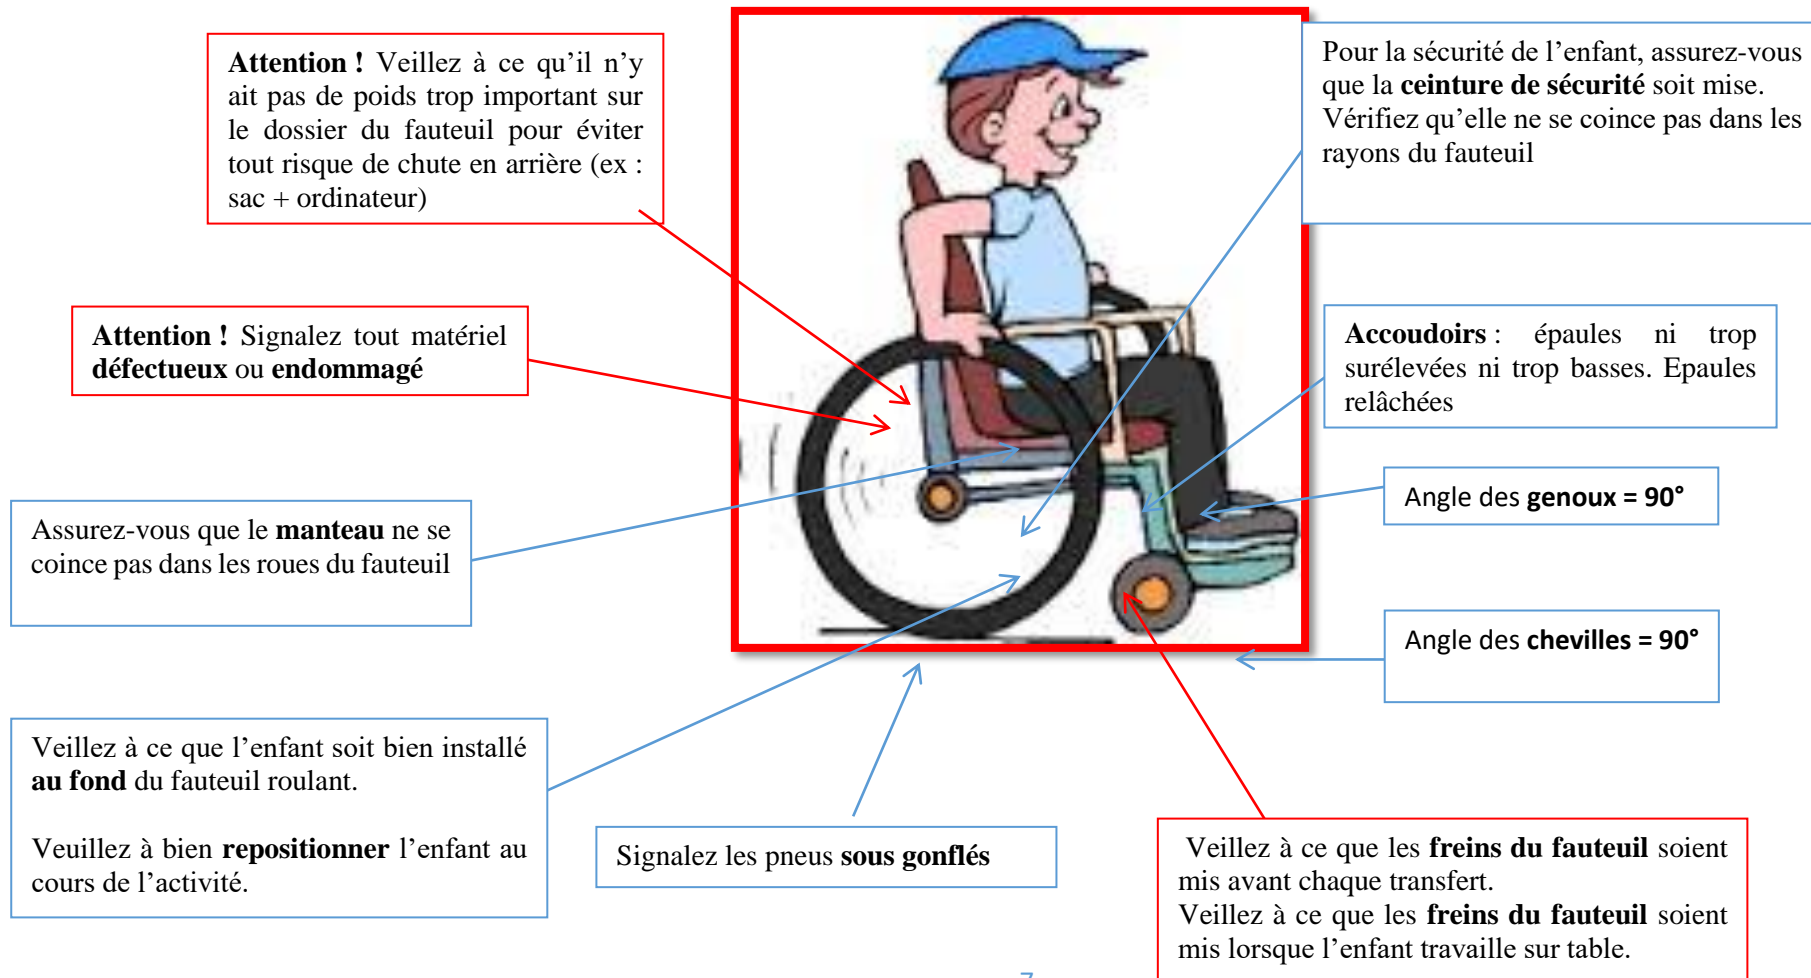 Attention ! Veillez à ce qu’il n’y
ait pas de poids trop important sur
le dossier du fauteuil pour éviter
tout risque de chute en arrière (ex :
sac + ordinateur)
Pour la sécurité de l’enfant, assurez-vous
que la ceinture de sécurité soit mise.
Vérifiez qu’elle ne se coince pas dans les
rayons du fauteuil
Attention ! Signalez tout matériel
défectueux ou endommagé
Accoudoirs : épaules ni trop
surélevées ni trop basses. Epaules
relâchées
Angle des genoux = 90°
Assurez-vous que le manteau ne se
coince pas dans les roues du fauteuil
Angle des chevilles = 90°
Veillez à ce que l’enfant soit bien installé
au fond du fauteuil roulant.
Veuillez à bien repositionner l’enfant au
cours de l’activité.
Signalez les pneus sous gonflés
Veillez à ce que les freins du fauteuil soient
mis avant chaque transfert.
Veillez à ce que les freins du fauteuil soient
mis lorsque l’enfant travaille sur table.